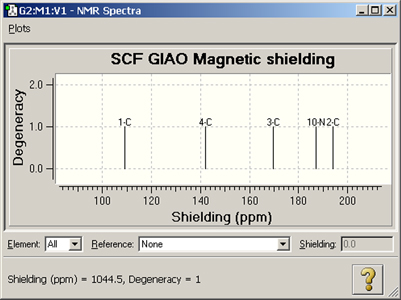 G2:M1:V1 - NMR Spectra
Plots
SCF GIAO Magnetic shielding
Degeneracy
2.0
1.0
0.0
1-C 4-C 3-C 10-N 2-C
100 120 140 160 180 200
Shielding (ppm)
Element: All Reference: None Shielding: 0.0
Shielding (ppm) = 1044.5, Degeneracy = 1